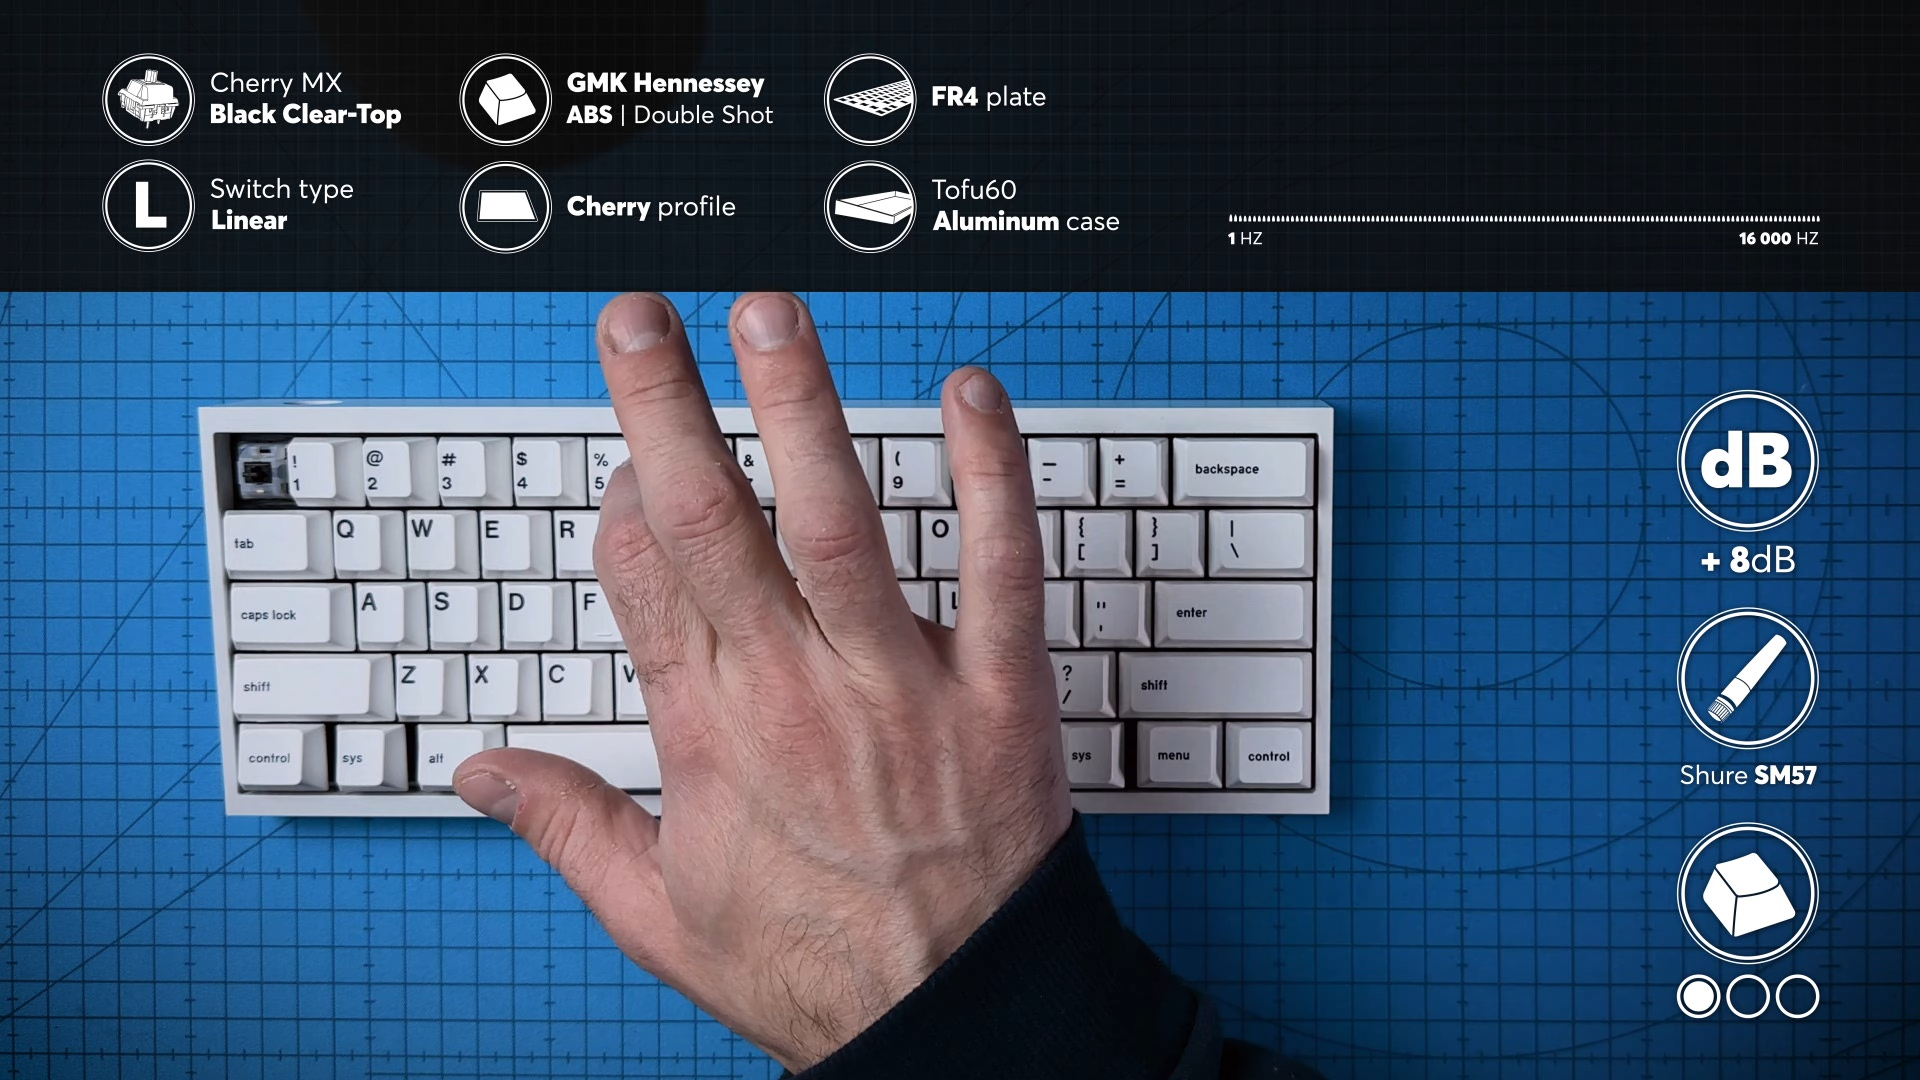 Cherry MX
Black Clear-Top
GMK Hennessey
ABS | Double Shot
FR4 plate
L
Switch type
Linear
Cherry profile
Tofu60
Aluminum case
1 HZ
16 000 HZ
! @ # $ % & ( — +
1 2 3 4 5 9 - =
backspace
tab Q W E R O { } |
[ ] \
caps lock A S D F L " enter
'
shift Z X C V ? shift
/
control sys alt sys menu control
dB
+ 8dB
Shure SM57